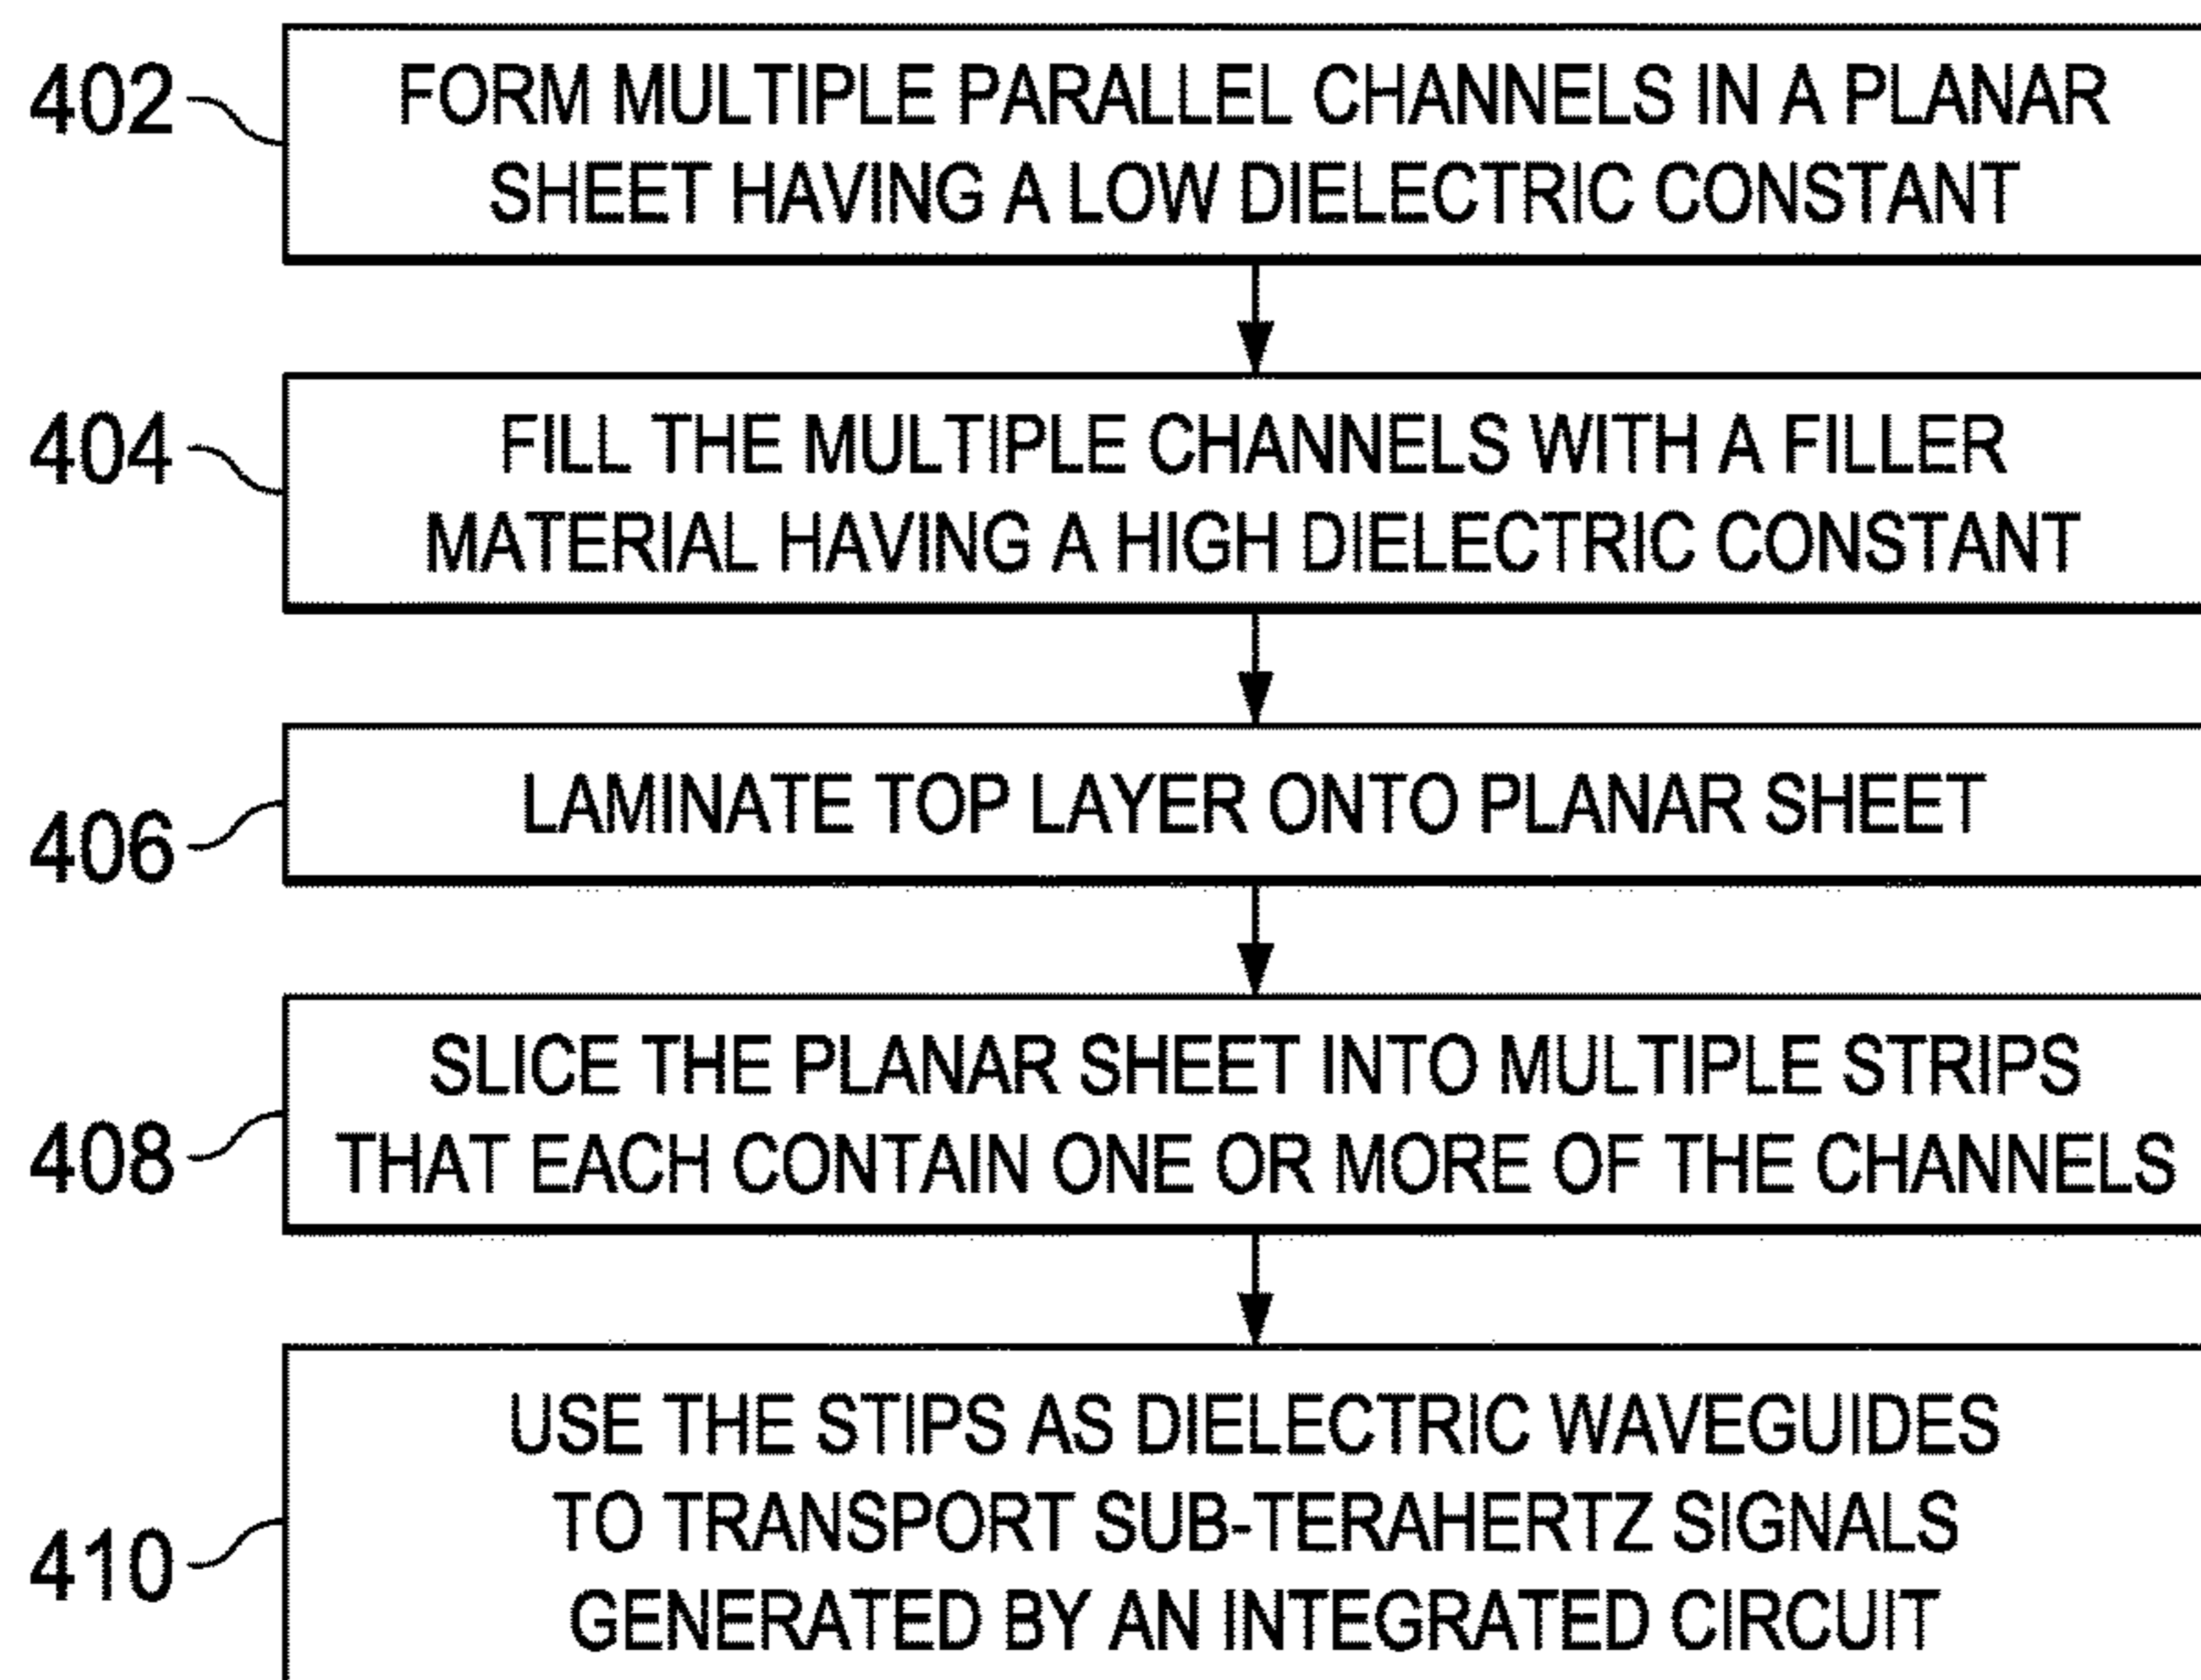 402
FORM MULTIPLE PARALLEL CHANNELS IN A PLANAR
SHEET HAVING A LOW DIELECTRIC CONSTANT
404
FILL THE MULTIPLE CHANNELS WITH A FILLER
MATERIAL HAVING A HIGH DIELECTRIC CONSTANT
406
LAMINATE TOP LAYER ONTO PLANAR SHEET
408
SLICE THE PLANAR SHEET INTO MULTIPLE STRIPS
THAT EACH CONTAIN ONE OR MORE OF THE CHANNELS
410
USE THE STIPS AS DIELECTRIC WAVEGUIDES
TO TRANSPORT SUB-TERAHERTZ SIGNALS
GENERATED BY AN INTEGRATED CIRCUIT